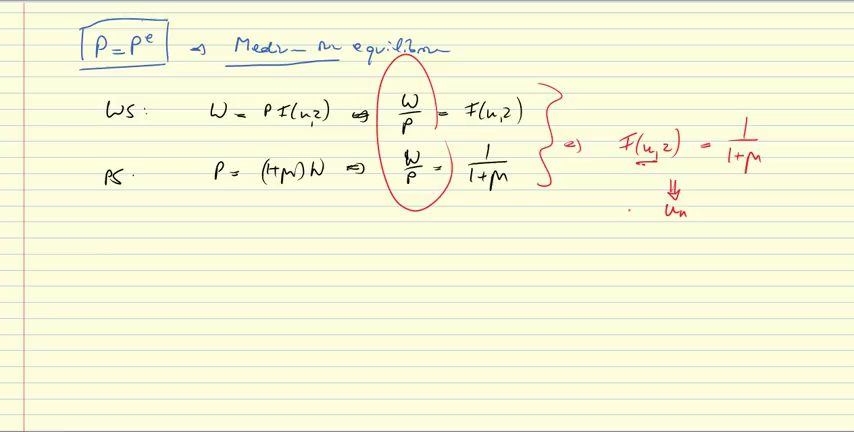 P = P^e ⇒ Medium run equilibrium
WS: W = P F(u,z) ⇔ W/P = F(u,z)
PS: P = (1+μ)W ⇔ W/P = 1/(1+μ)
⇒ F(u,z) = 1/(1+μ)
⇓
u_n